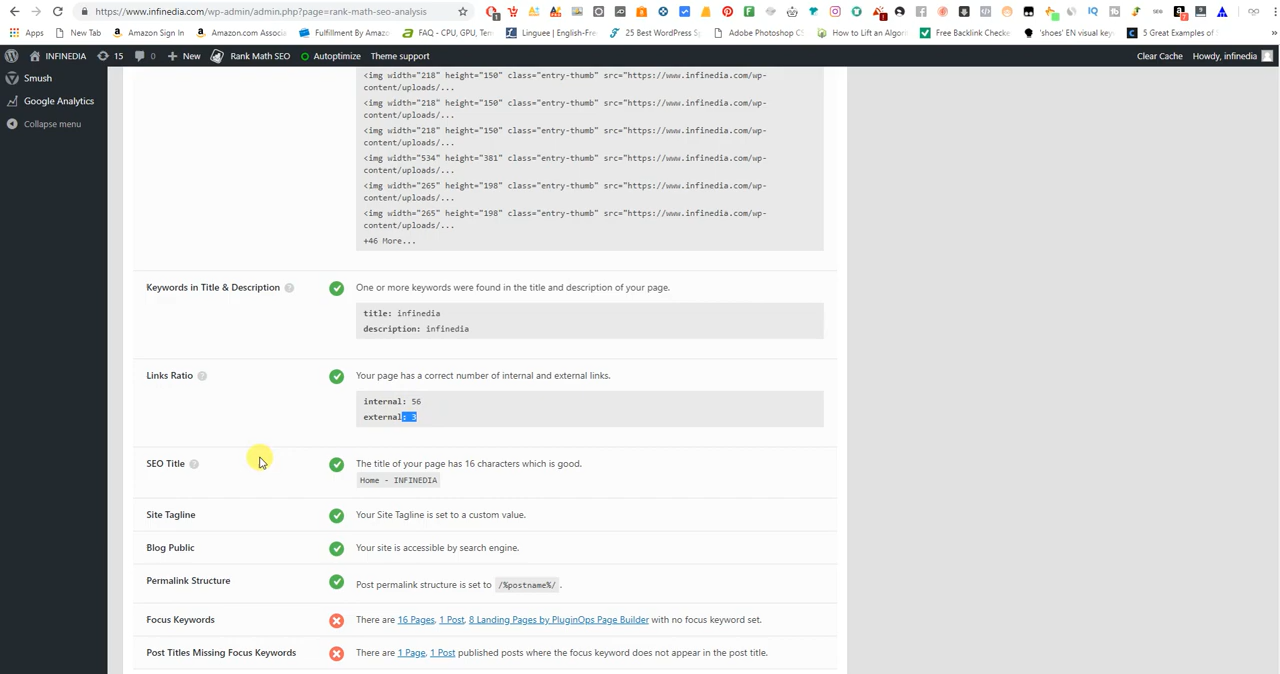 https://www.infinedia.com/wp-admin/admin.php?page=rank-math-seo-analysis
Apps New Tab Amazon Sign In Amazon.com Associ Fulfillment By Amazo FAQ - CPU, GPU, Tem Linguee | English-Fre 25 Best WordPress S Adobe Photoshop CS How to Lift an Algori Free Backlink Checke 'shoes' EN visual key 5 Great Examples of
INFINEDIA 15 0 New Rank Math SEO Autoptimize Theme support Clear Cache Howdy, infinedia
Smush
Google Analytics
Collapse menu
<img width="218" height="150" class="entry-thumb" src="https://www.infinedia.com/wp-
content/uploads/...
<img width="218" height="150" class="entry-thumb" src="https://www.infinedia.com/wp-
content/uploads/...
<img width="218" height="150" class="entry-thumb" src="https://www.infinedia.com/wp-
content/uploads/...
<img width="534" height="381" class="entry-thumb" src="https://www.infinedia.com/wp-
content/uploads/...
<img width="265" height="198" class="entry-thumb" src="https://www.infinedia.com/wp-
content/uploads/...
<img width="265" height="198" class="entry-thumb" src="https://www.infinedia.com/wp-
content/uploads/...
+46 More...
Keywords in Title & Description One or more keywords were found in the title and description of your page.
title: infinedia
description: infinedia
Links Ratio Your page has a correct number of internal and external links.
internal: 56
external: 3
SEO Title The title of your page has 16 characters which is good.
Home - INFINEDIA
Site Tagline Your Site Tagline is set to a custom value.
Blog Public Your site is accessible by search engine.
Permalink Structure Post permalink structure is set to /%postname%/ .
Focus Keywords There are 16 Pages, 1 Post, 8 Landing Pages by PluginOps Page Builder with no focus keyword set.
Post Titles Missing Focus Keywords There are 1 Page, 1 Post published posts where the focus keyword does not appear in the post title.